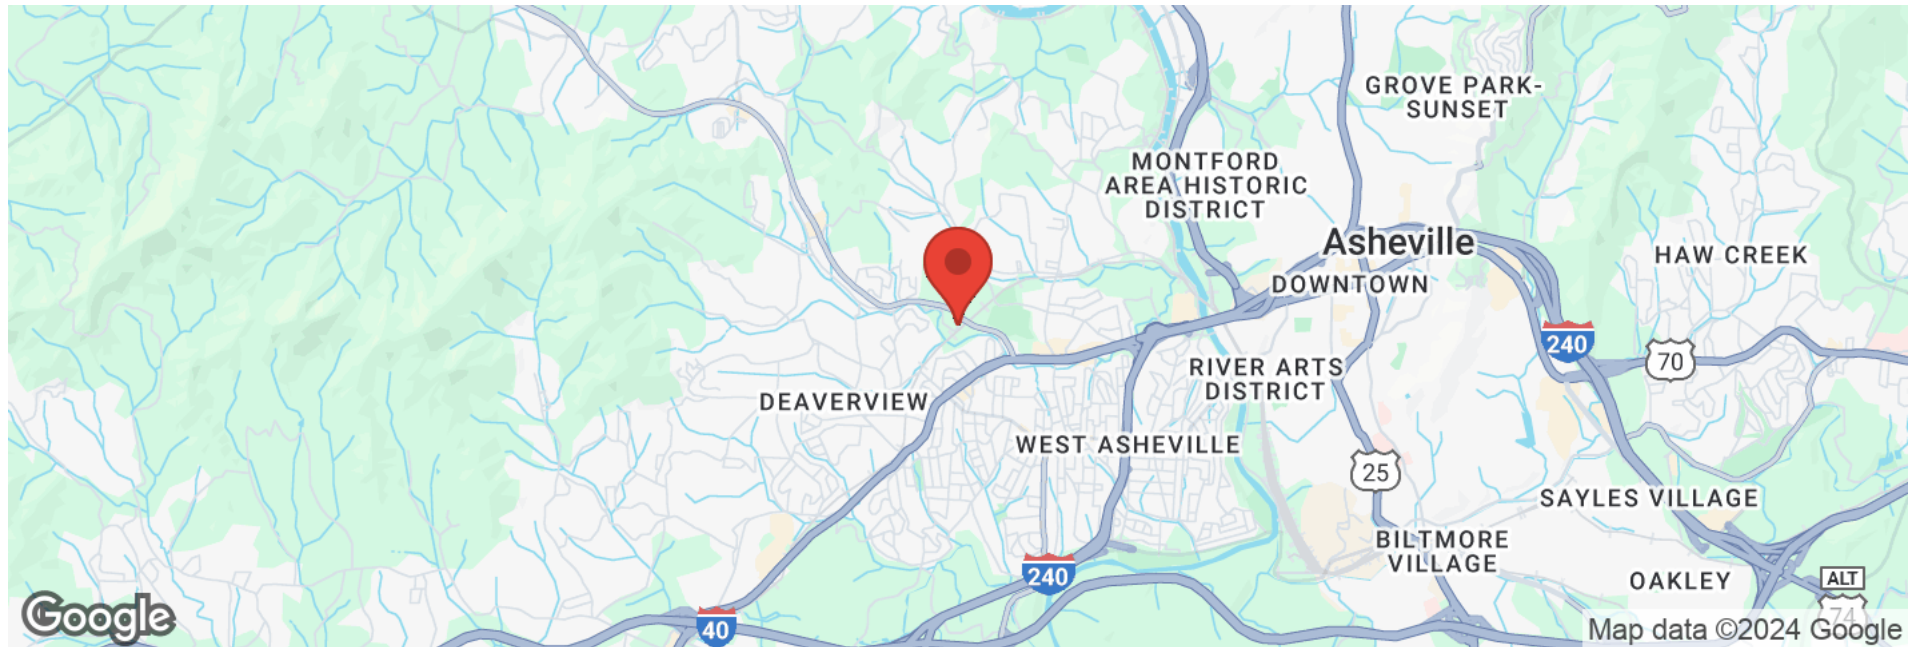 GROVE PARK-
SUNSET
MONTFORD
AREA HISTORIC
DISTRICT
Asheville
HAW CREEK
DOWNTOWN
240
70
RIVER ARTS
DISTRICT
DEAVERVIEW
WEST ASHEVILLE
25
SAYLES VILLAGE
BILTMORE
VILLAGE
240
OAKLEY
ALT
74
Google
40
Map data ©2024 Google